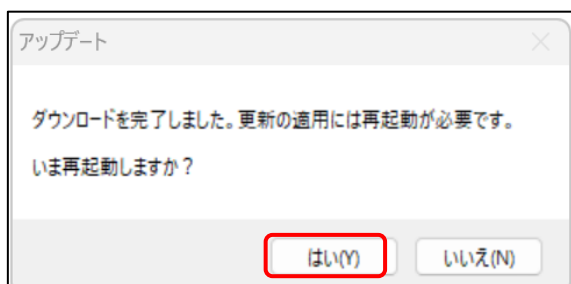 アップデート
ダウンロードを完了しました。更新の適用には再起動が必要です。
いま再起動しますか？
はい(Y)
いいえ(N)